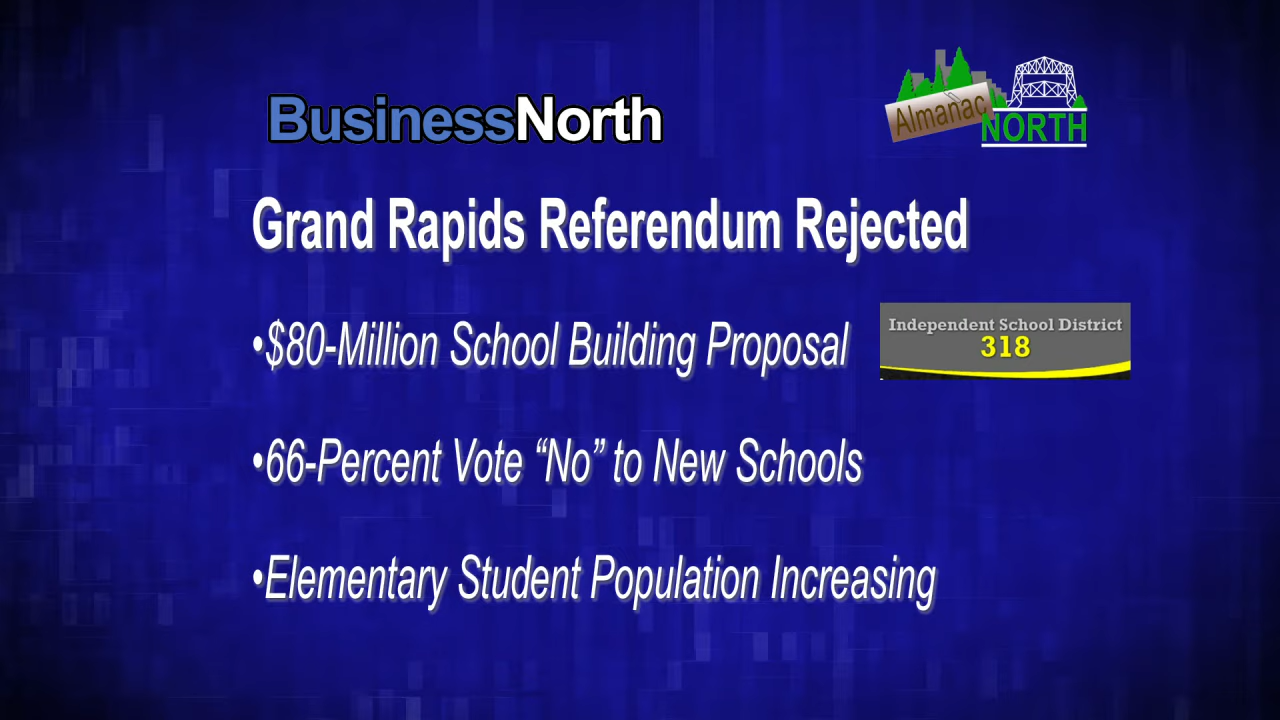 BusinessNorth
Almanac
NORTH
Grand Rapids Referendum Rejected
•$80-Million School Building Proposal
Independent School District
318
•66-Percent Vote “No” to New Schools
•Elementary Student Population Increasing